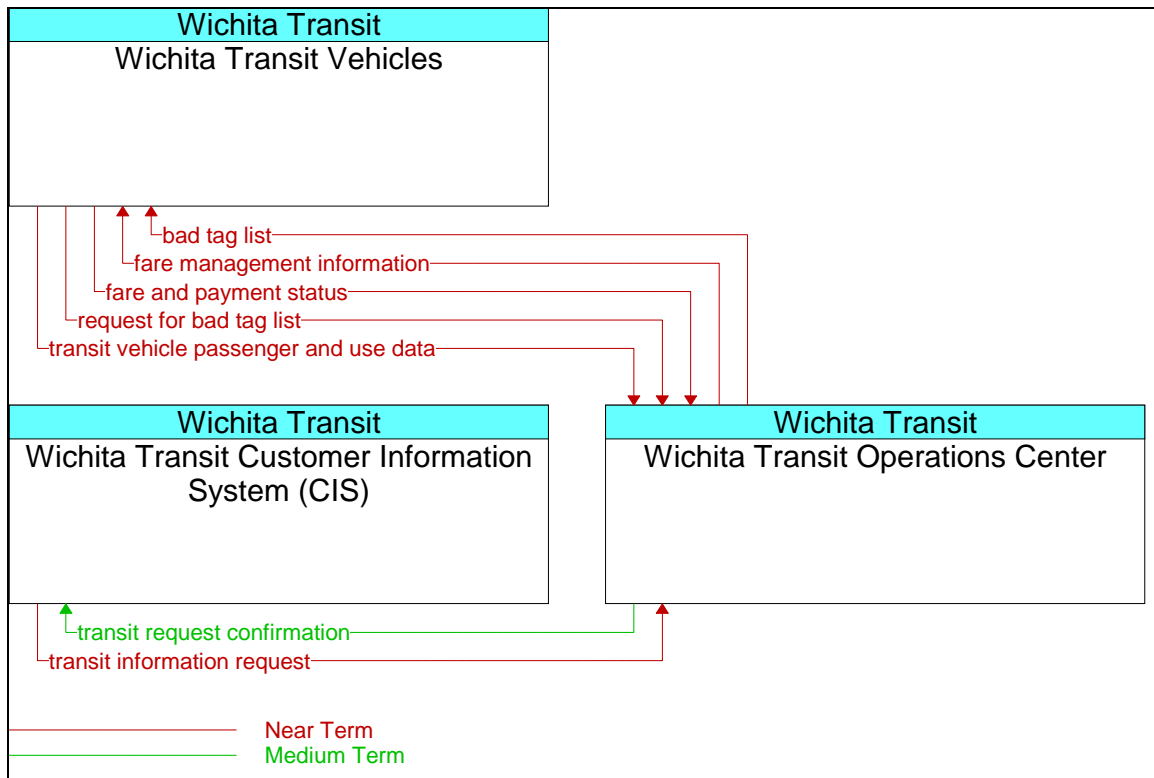 Wichita Transit
Wichita Transit Vehicles
bad tag list
fare management information
fare and payment status
request for bad tag list
transit vehicle passenger and use data
Wichita Transit
Wichita Transit Customer Information
System (CIS)
Wichita Transit
Wichita Transit Operations Center
transit request confirmation
transit information request
Near Term
Medium Term